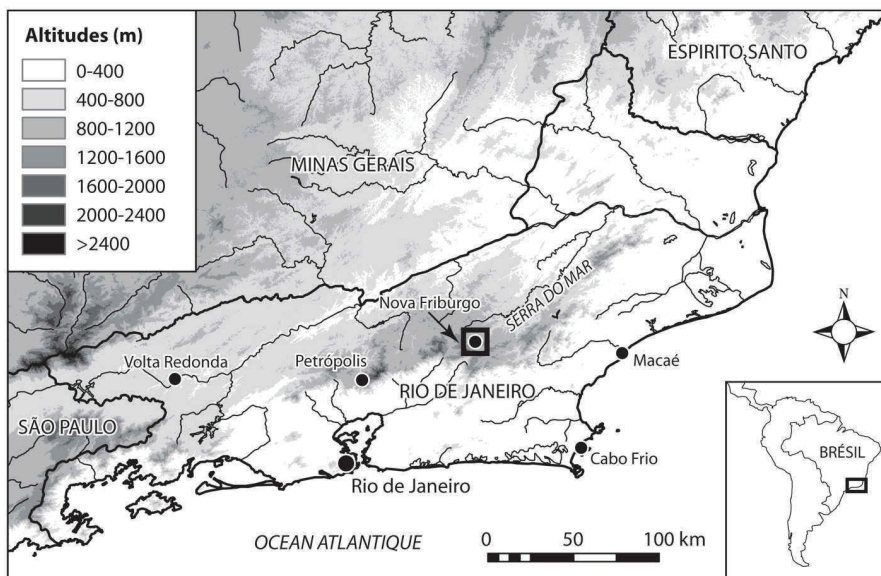 Altitudes (m)
0-400
400-800
800-1200
1200-1600
1600-2000
2000-2400
>2400
ESPIRITO SANTO
MINAS GERAIS
Nova Friburgo
SERRA DO MAR
N
Volta Redonda
Petrópolis
Macaé
RIO DE JANEIRO
SÃO PAULO
Cabo Frio
Rio de Janeiro
BRÉSIL
OCEAN ATLANTIQUE
0 50 100 km